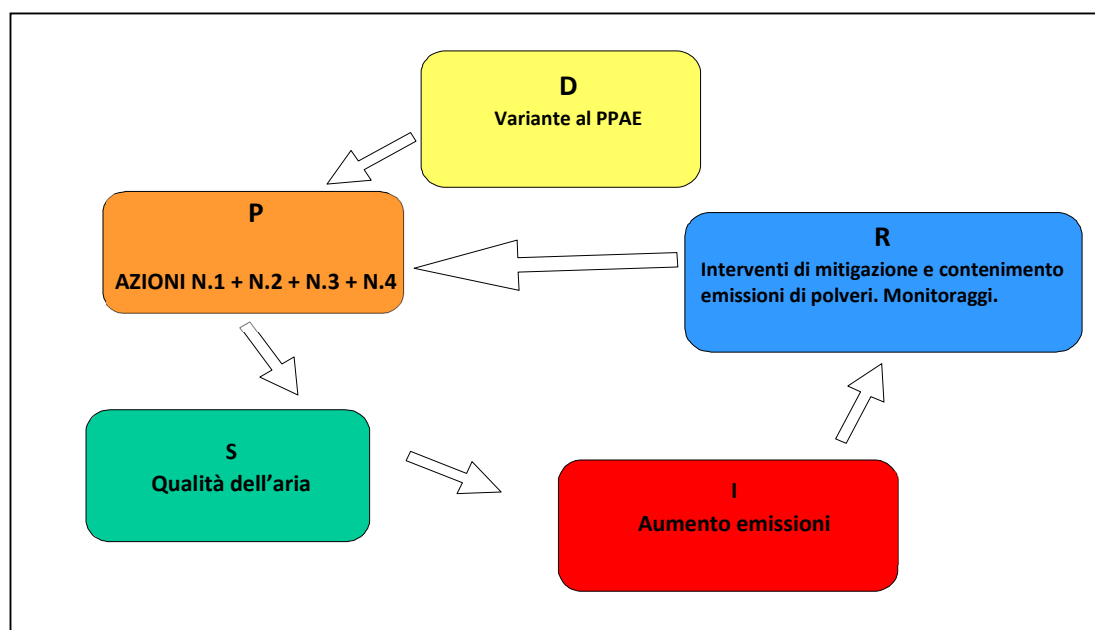 D
Variante al PPAE
P
AZIONI N.1 + N.2 + N.3 + N.4
R
Interventi di mitigazione e contenimento
emissioni di polveri. Monitoraggi.
S
Qualità dell’aria
I
Aumento emissioni